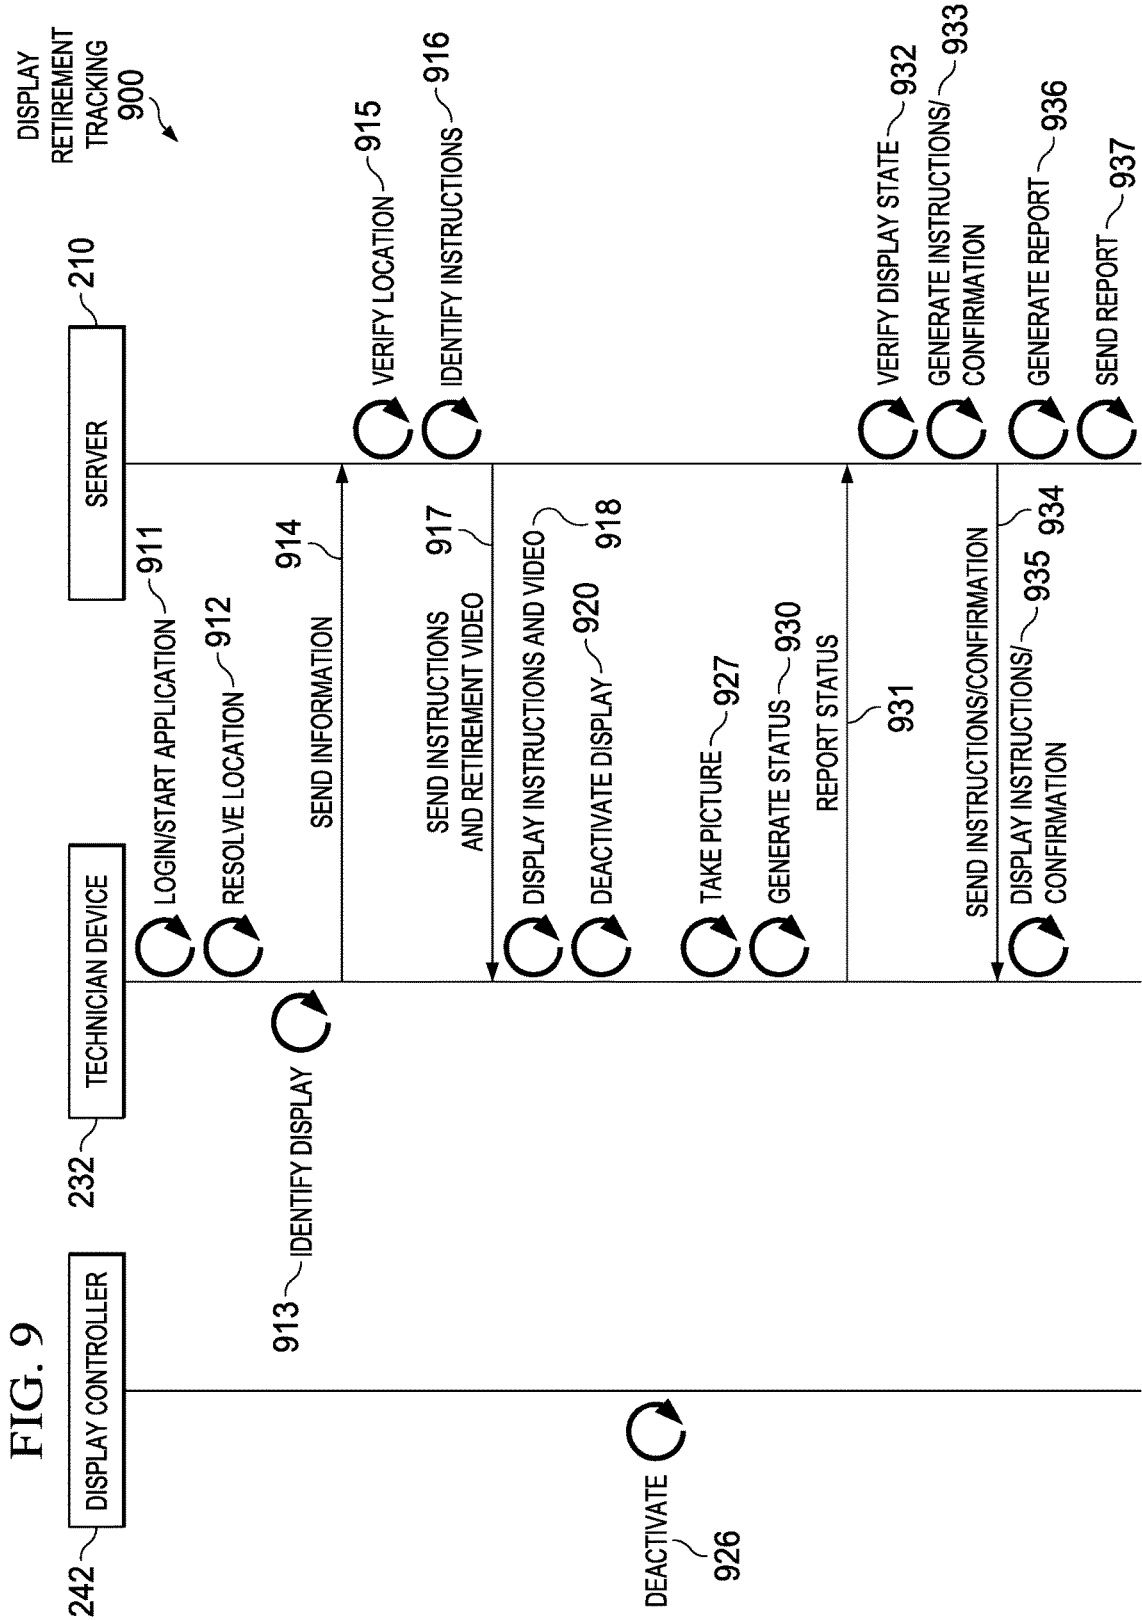 FIG. 9
DISPLAY
RETIREMENT
TRACKING
900
242
DISPLAY CONTROLLER
232
TECHNICIAN DEVICE
SERVER
210
LOGIN/START APPLICATION
911
RESOLVE LOCATION
912
913
IDENTIFY DISPLAY
SEND INFORMATION
914
VERIFY LOCATION
915
IDENTIFY INSTRUCTIONS
916
SEND INSTRUCTIONS
AND RETIREMENT VIDEO
917
DISPLAY INSTRUCTIONS AND VIDEO
918
DEACTIVATE DISPLAY
920
DEACTIVATE
926
TAKE PICTURE
927
GENERATE STATUS
930
REPORT STATUS
931
VERIFY DISPLAY STATE
932
GENERATE INSTRUCTIONS/
CONFIRMATION
933
SEND INSTRUCTIONS/CONFIRMATION
934
DISPLAY INSTRUCTIONS/
CONFIRMATION
935
GENERATE REPORT
936
SEND REPORT
937